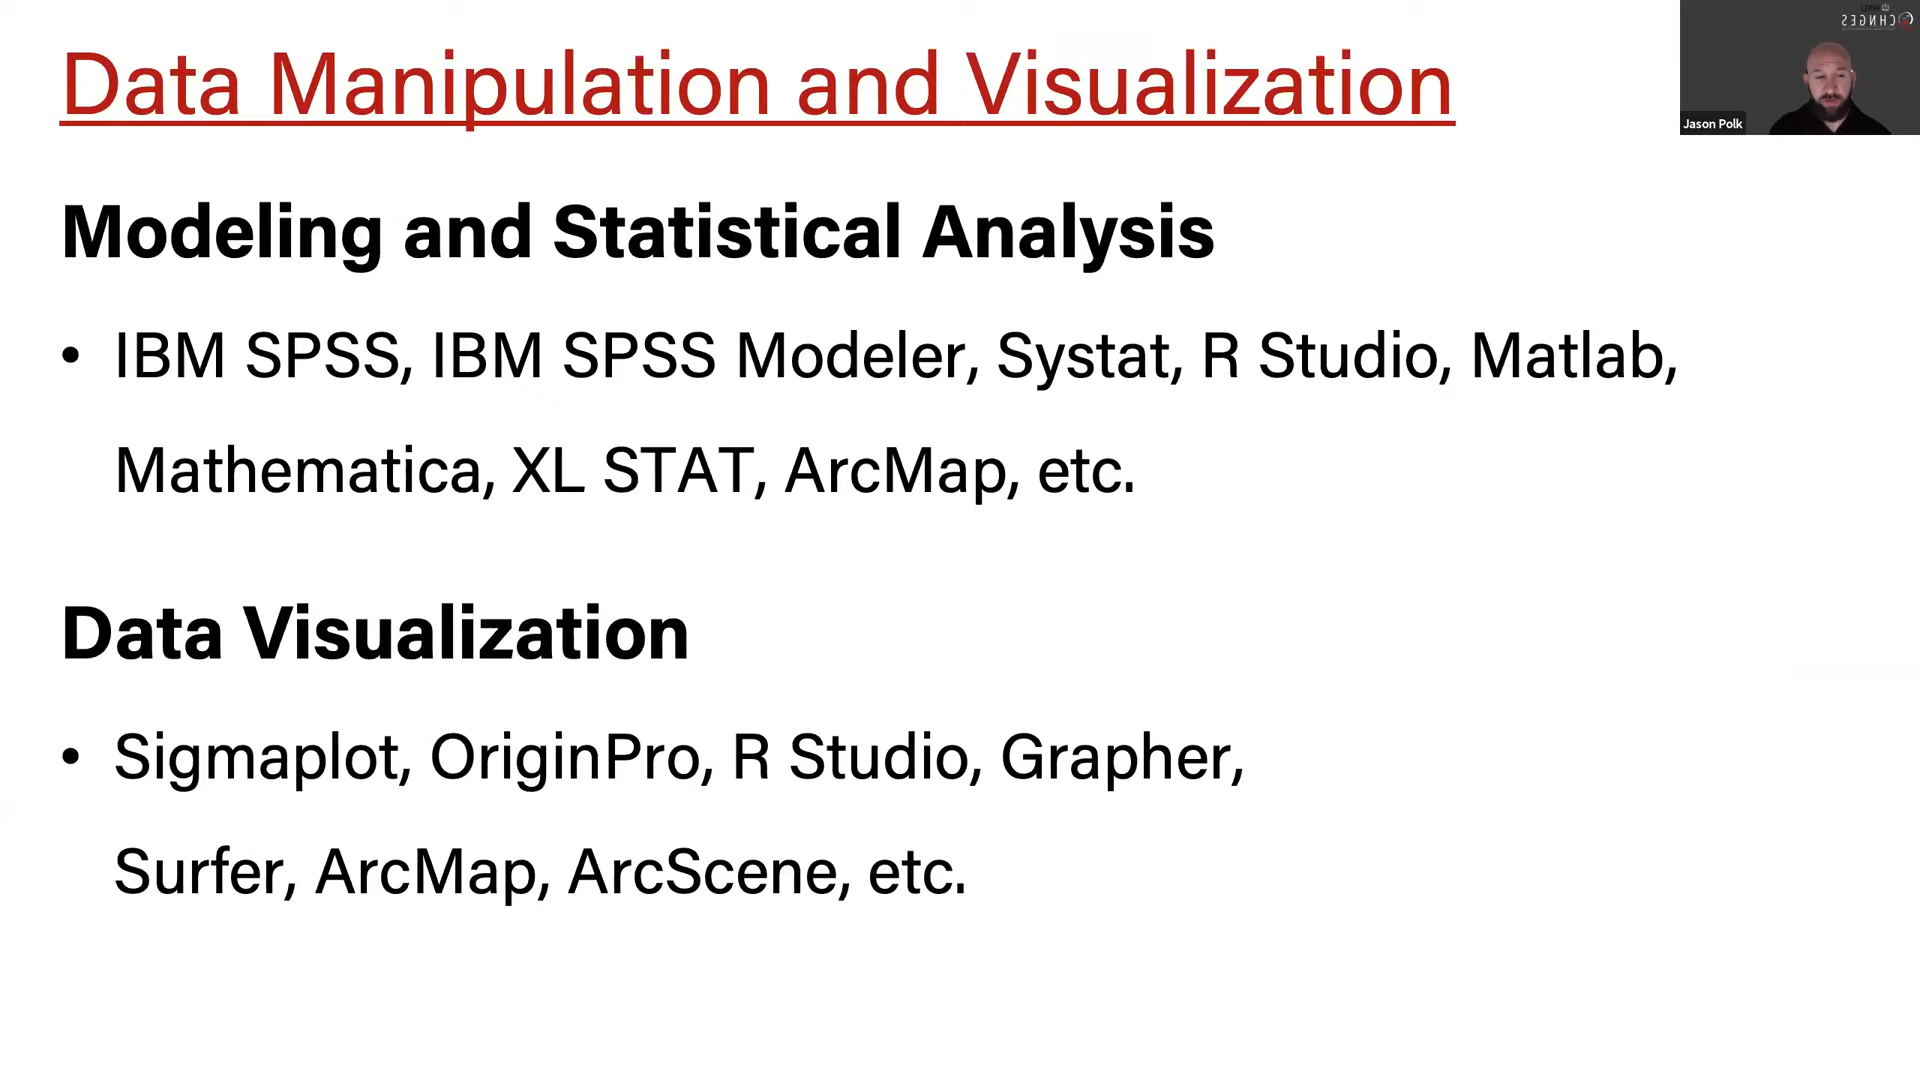 Data Manipulation and Visualization
Modeling and Statistical Analysis
• IBM SPSS, IBM SPSS Modeler, Systat, R Studio, Matlab,
Mathematica, XL STAT, ArcMap, etc.
Data Visualization
• Sigmaplot, OriginPro, R Studio, Grapher,
Surfer, ArcMap, ArcScene, etc.
CHNGES
Jason Polk